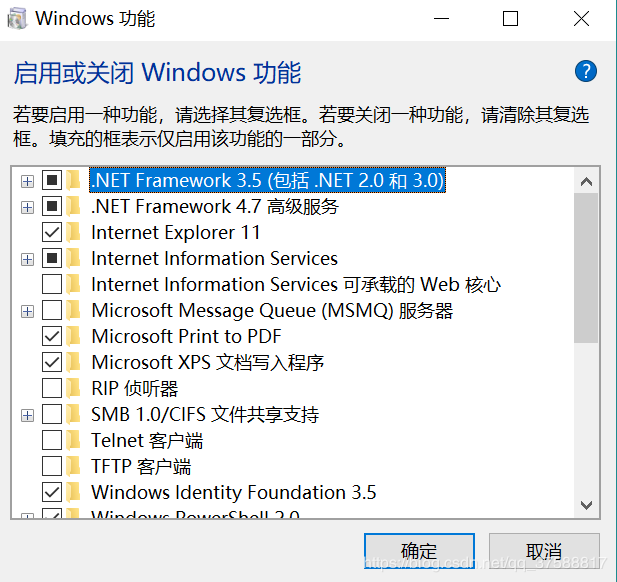 Windows 功能
启用或关闭 Windows 功能
?
若要启用一种功能，请选择其复选框。若要关闭一种功能，请清除其复选
框。填充的框表示仅启用该功能的一部分。
.NET Framework 3.5 (包括 .NET 2.0 和 3.0)
.NET Framework 4.7 高级服务
Internet Explorer 11
Internet Information Services
Internet Information Services 可承载的 Web 核心
Microsoft Message Queue (MSMQ) 服务器
Microsoft Print to PDF
Microsoft XPS 文档写入程序
RIP 侦听器
SMB 1.0/CIFS 文件共享支持
Telnet 客户端
TFTP 客户端
Windows Identity Foundation 3.5
Windows PowerShell 2.0
确定
取消
https://blog.csdn.net/qq_37588817